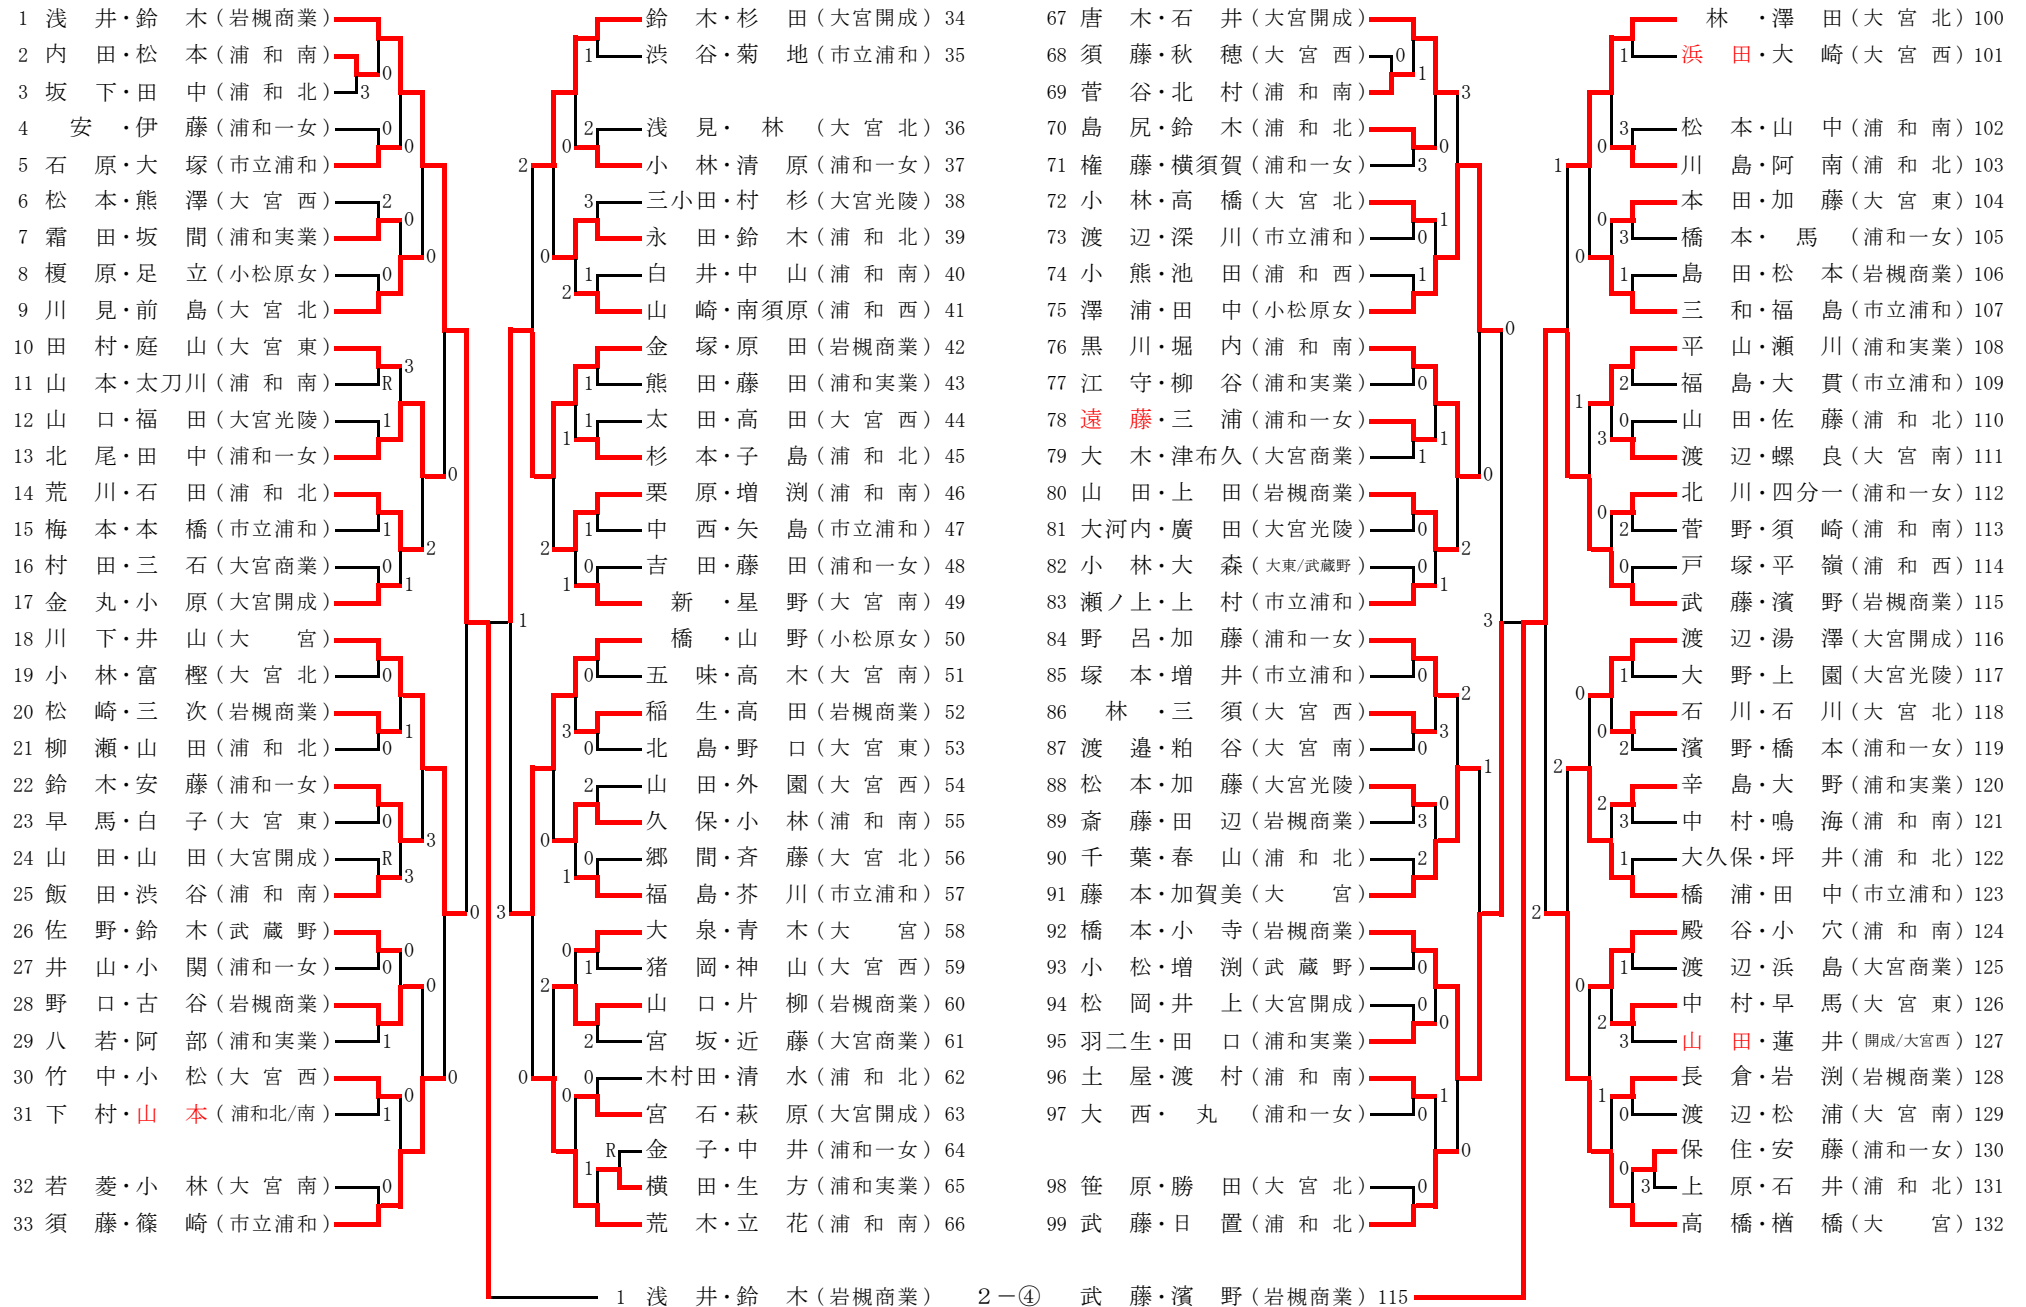 1 浅井・鈴木(岩槻商業)
2 内田・松本(浦和南)
3 坂下・田中(浦和北)
4 安・伊藤(浦和一女)
5 石原・大塚(市立浦和)
6 松本・熊澤(大宮西)
7 霜田・坂間(浦和実業)
8 榎原・足立(小松原女)
9 川見・前島(大宮北)
10 田村・庭山(大宮東)
11 山本・太刀川(浦和南)
12 山口・福田(大宮光陵)
13 北尾・田中(浦和一女)
14 荒川・石田(浦和北)
15 梅本・本橋(市立浦和)
16 村田・三石(大宮商業)
17 金丸・小原(大宮開成)
18 川下・井山(大宮)
19 小林・富樫(大宮北)
20 松崎・三次(岩槻商業)
21 柳瀬・山田(浦和北)
22 鈴木・安藤(浦和一女)
23 早馬・白子(大宮東)
24 山田・山田(大宮開成)
25 飯田・渋谷(浦和南)
26 佐野・鈴木(武蔵野)
27 井山・小関(浦和一女)
28 野口・古谷(岩槻商業)
29 八若・阿部(浦和実業)
30 竹中・小松(大宮西)
31 下村・山本(浦和北/南)
32 若菱・小林(大宮南)
33 須藤・篠崎(市立浦和)
鈴木・杉田(大宮開成) 34
渋谷・菊地(市立浦和) 35
浅見・林(大宮北) 36
小林・清原(浦和一女) 37
三小田・村杉(大宮光陵) 38
永田・鈴木(浦和北) 39
白井・中山(浦和南) 40
山崎・南須原(浦和西) 41
金塚・原田(岩槻商業) 42
熊田・藤田(浦和実業) 43
太田・高田(大宮西) 44
杉本・子島(浦和北) 45
栗原・増渕(浦和南) 46
中西・矢島(市立浦和) 47
吉田・藤田(浦和一女) 48
新・星野(大宮南) 49
橋・山野(小松原女) 50
五味・高木(大宮南) 51
稲生・高田(岩槻商業) 52
北島・野口(大宮東) 53
山田・外園(大宮西) 54
久保・小林(浦和南) 55
郷間・斉藤(大宮北) 56
福島・芥川(市立浦和) 57
大泉・青木(大宮) 58
猪岡・神山(大宮西) 59
山口・片柳(岩槻商業) 60
宮坂・近藤(大宮商業) 61
木村田・清水(浦和北) 62
宮石・萩原(大宮開成) 63
金子・中井(浦和一女) 64
横田・生方(浦和実業) 65
荒木・立花(浦和南) 66
67 唐木・石井(大宮開成)
68 須藤・秋穂(大宮西)
69 菅谷・北村(浦和南)
70 島尻・鈴木(浦和北)
71 権藤・横須賀(浦和一女)
72 小林・高橋(大宮北)
73 渡辺・深川(市立浦和)
74 小熊・池田(浦和西)
75 澤浦・田中(小松原女)
76 黒川・堀内(浦和南)
77 江守・柳谷(浦和実業)
78 遠藤・三浦(浦和一女)
79 大木・津布久(大宮商業)
80 山田・上田(岩槻商業)
81 大河内・廣田(大宮光陵)
82 小林・大森(大東/武蔵野)
83 瀬ノ上・上村(市立浦和)
84 野呂・加藤(浦和一女)
85 塚本・増井(市立浦和)
86 林・三須(大宮西)
87 渡邉・粕谷(大宮南)
88 松本・加藤(大宮光陵)
89 斎藤・田辺(岩槻商業)
90 千葉・春山(浦和北)
91 藤本・加賀美(大宮)
92 橋本・小寺(岩槻商業)
93 小松・増渕(武蔵野)
94 松岡・井上(大宮開成)
95 羽二生・田口(浦和実業)
96 土屋・渡村(浦和南)
97 大西・丸(浦和一女)
98 笹原・勝田(大宮北)
99 武藤・日置(浦和北)
林・澤田(大宮北) 100
浜田・大崎(大宮西) 101
松本・山中(浦和南) 102
川島・阿南(浦和北) 103
本田・加藤(大宮東) 104
橋本・馬(浦和一女) 105
島田・松本(岩槻商業) 106
三和・福島(市立浦和) 107
平山・瀬川(浦和実業) 108
福島・大貫(市立浦和) 109
山田・佐藤(浦和北) 110
渡辺・螺良(大宮南) 111
北川・四分一(浦和一女) 112
菅野・須崎(浦和南) 113
戸塚・平嶺(浦和西) 114
武藤・濱野(岩槻商業) 115
渡辺・湯澤(大宮開成) 116
大野・上園(大宮光陵) 117
石川・石川(大宮北) 118
濱野・橋本(浦和一女) 119
辛島・大野(浦和実業) 120
中村・鳴海(浦和南) 121
大久保・坪井(浦和北) 122
橋浦・田中(市立浦和) 123
殿谷・小穴(浦和南) 124
渡辺・浜島(大宮商業) 125
中村・早馬(大宮東) 126
山田・蓮井(開成/大宮西) 127
長倉・岩渕(岩槻商業) 128
渡辺・松浦(大宮南) 129
保住・安藤(浦和一女) 130
上原・石井(浦和北) 131
高橋・楢橋(大宮) 132
1 浅井・鈴木(岩槻商業) 2－④ 武藤・濱野(岩槻商業) 115